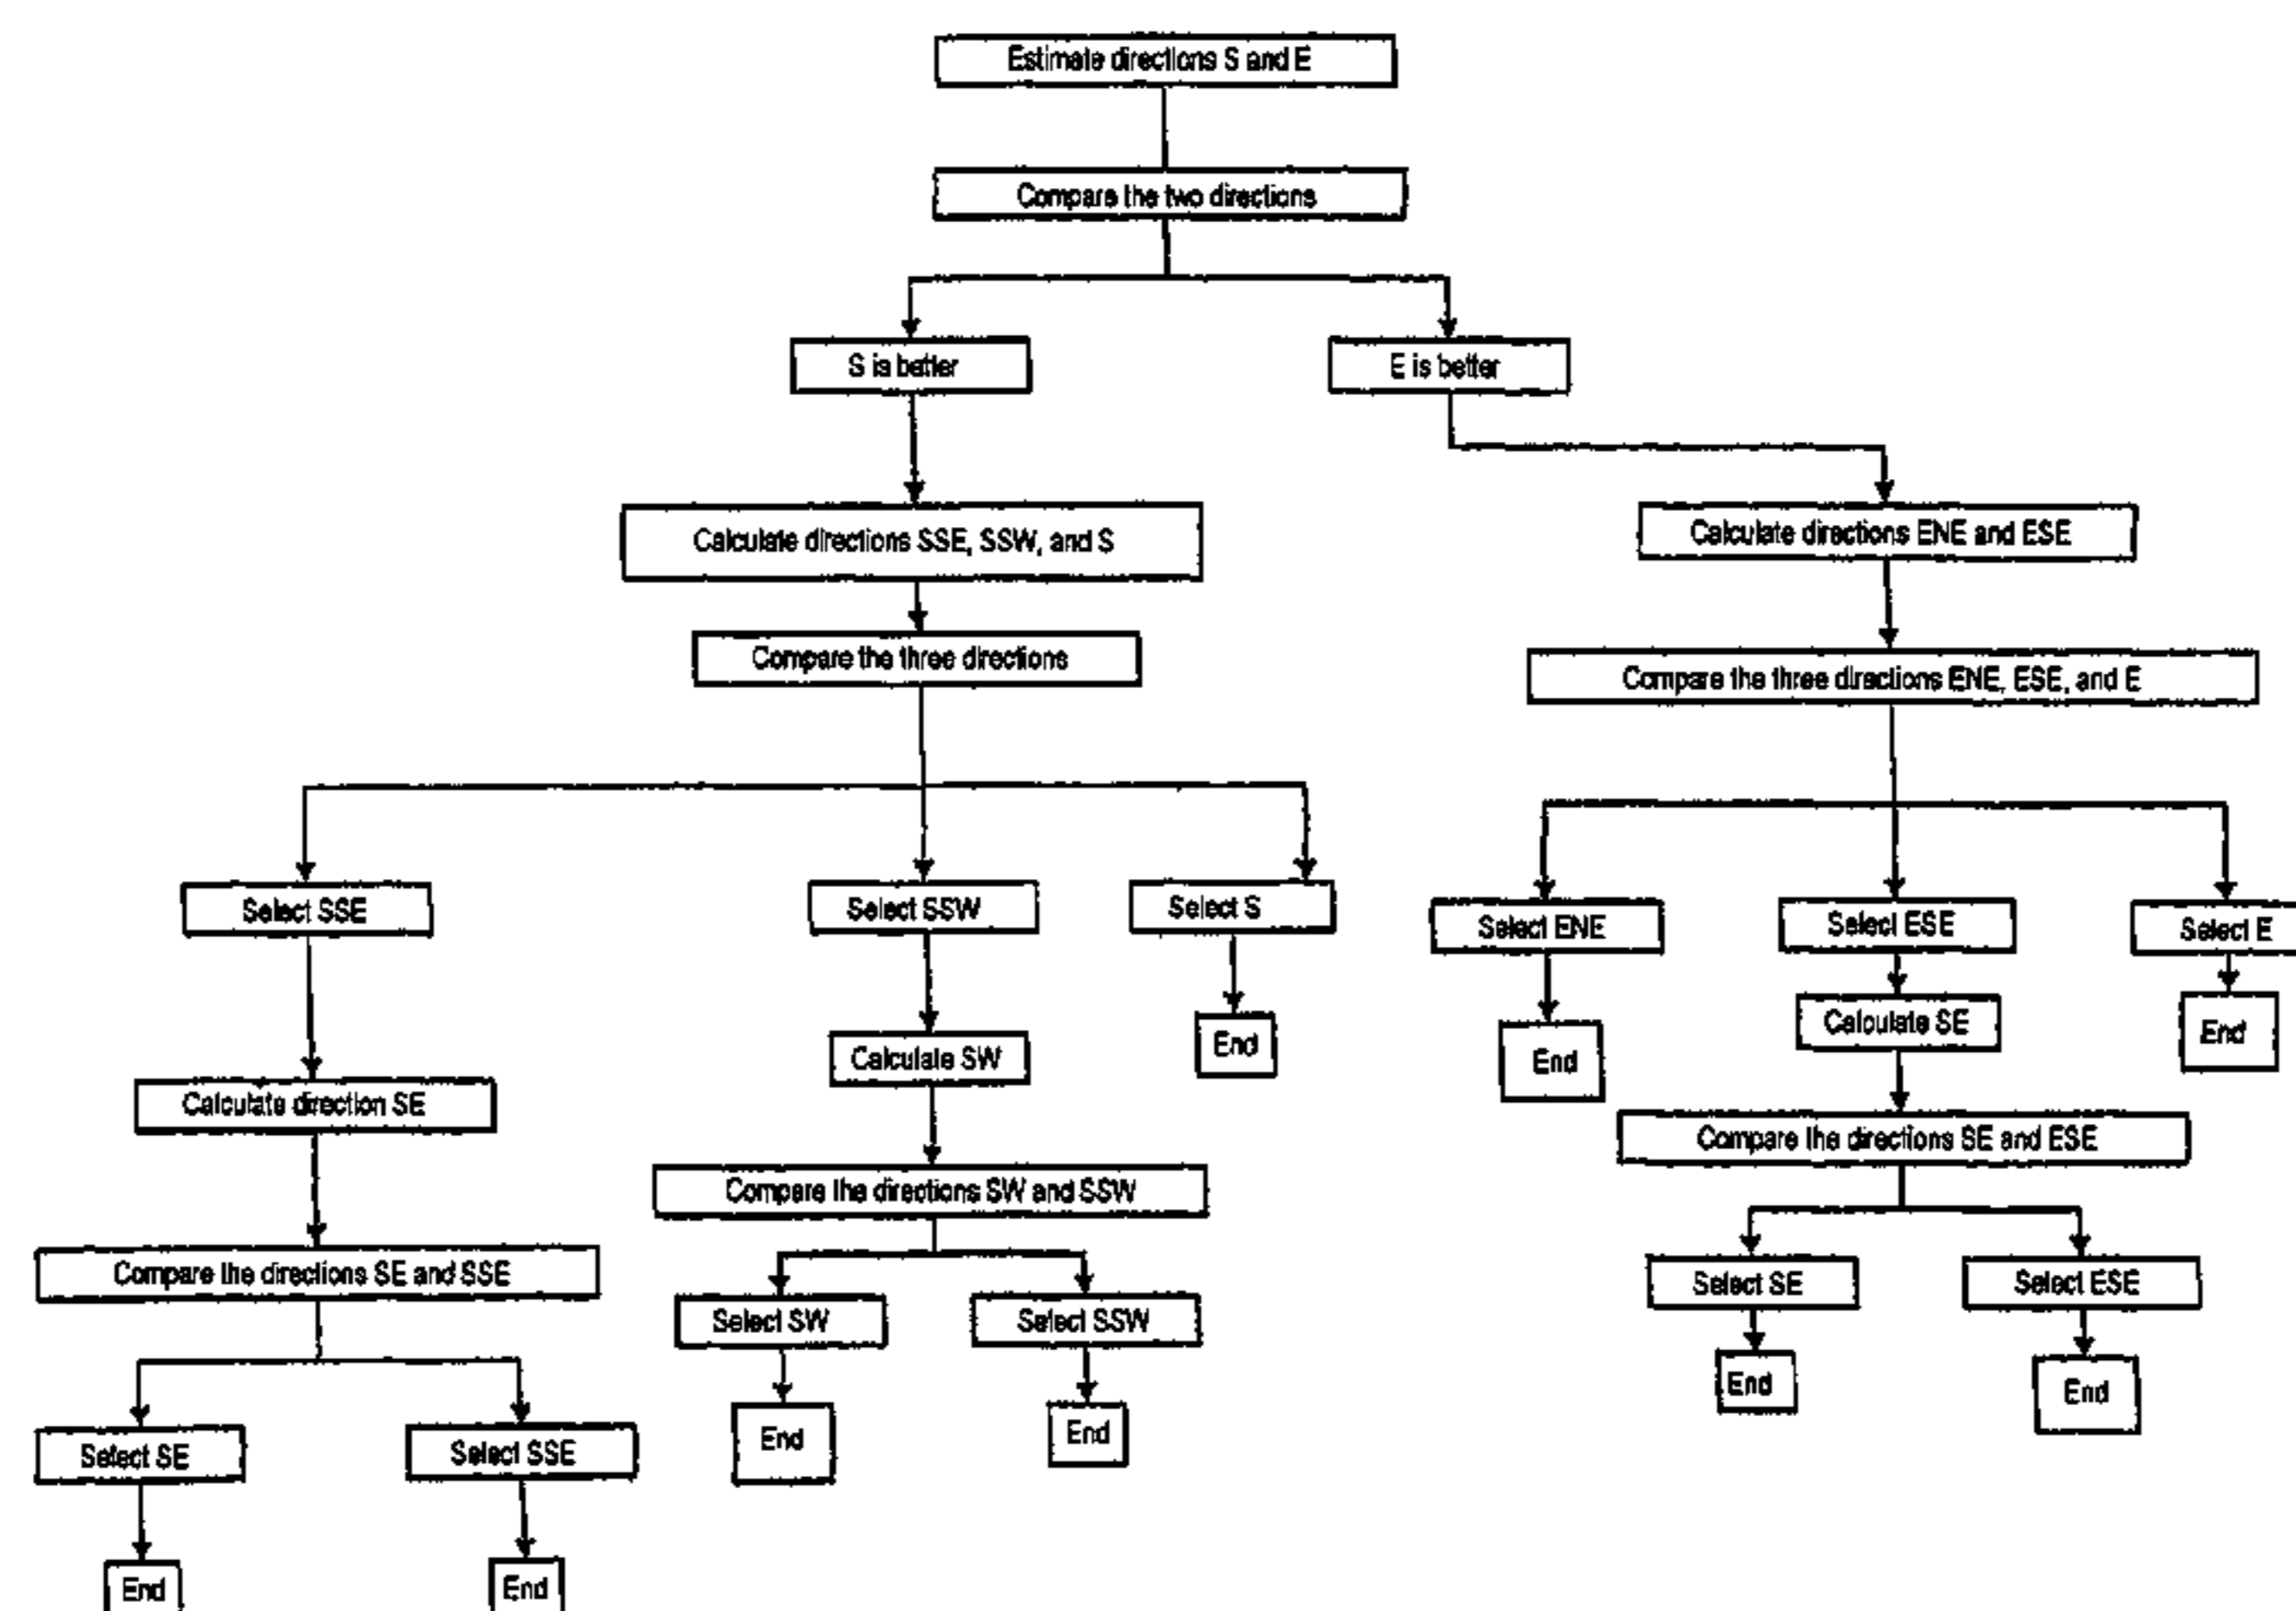 Estimate directions S and E
Compare the two directions
S is better
E is better
Calculate directions SSE, SSW, and S
Calculate directions ENE and ESE
Compare the three directions
Compare the three directions ENE, ESE, and E
Select SSE
Select SSW
Select S
Select ENE
Select ESE
Select E
Calculate SE
End
End
End
Calculate SW
Calculate direction SE
Compare the directions SE and ESE
Compare the directions SW and SSW
Compare the directions SE and SSE
Select SE
Select ESE
Select SW
Select SSW
End
End
End
End
Select SE
Select SSE
End
End